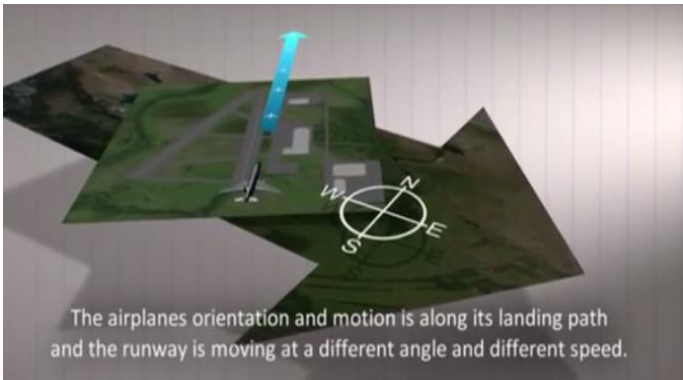 N
W
E
S
The airplanes orientation and motion is along its landing path
and the runway is moving at a different angle and different speed.